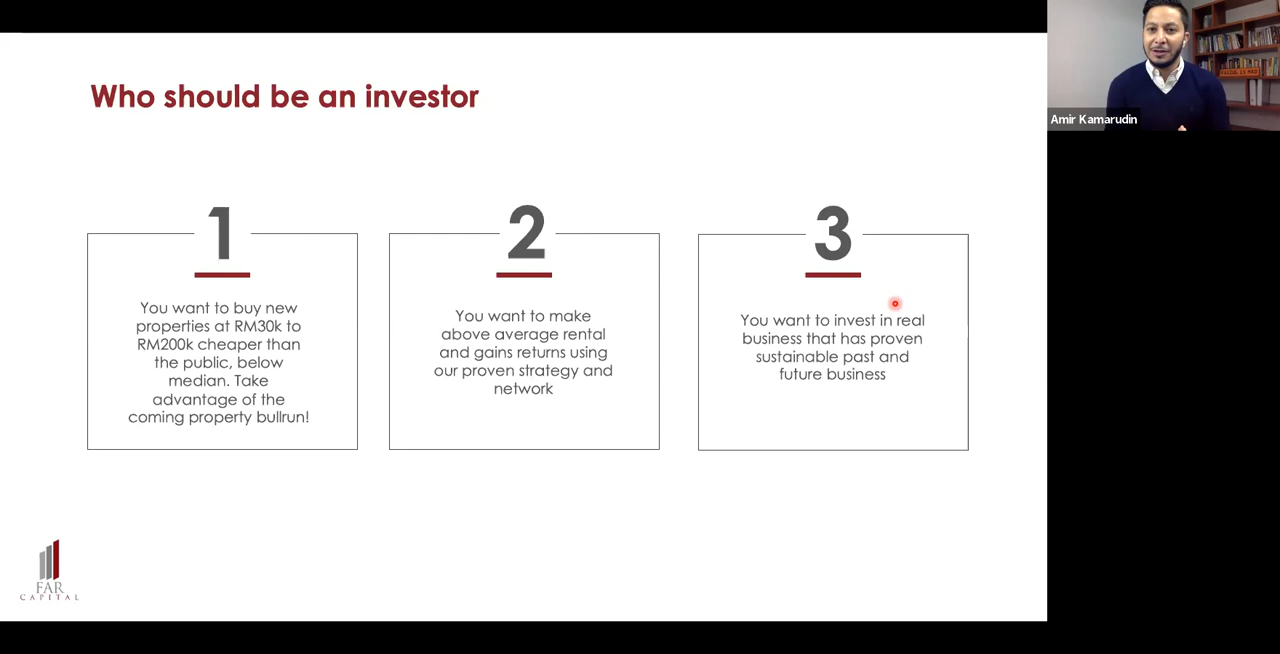 Who should be an investor
Amir Kamarudin
1
You want to buy new
properties at RM30k to
RM200k cheaper than
the public, below
median. Take
advantage of the
coming property bullrun!
2
You want to make
above average rental
and gains returns using
our proven strategy and
network
3
You want to invest in real
business that has proven
sustainable past and
future business
FAR
CAPITAL